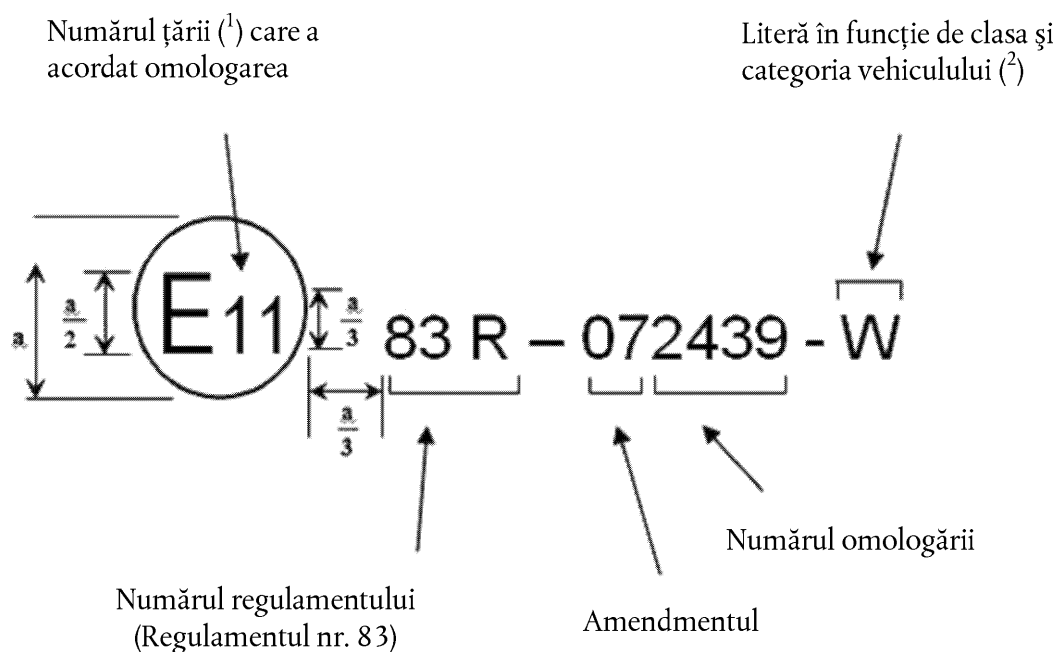 Numărul țării (1) care a
acordat omologarea
Literă în funcție de clasa şi
categoria vehiculului (2)
E11
a
a
2
a
3
a
3
83 R – 072439 - W
Numărul omologării
Numărul regulamentului
(Regulamentul nr. 83)
Amendmentul